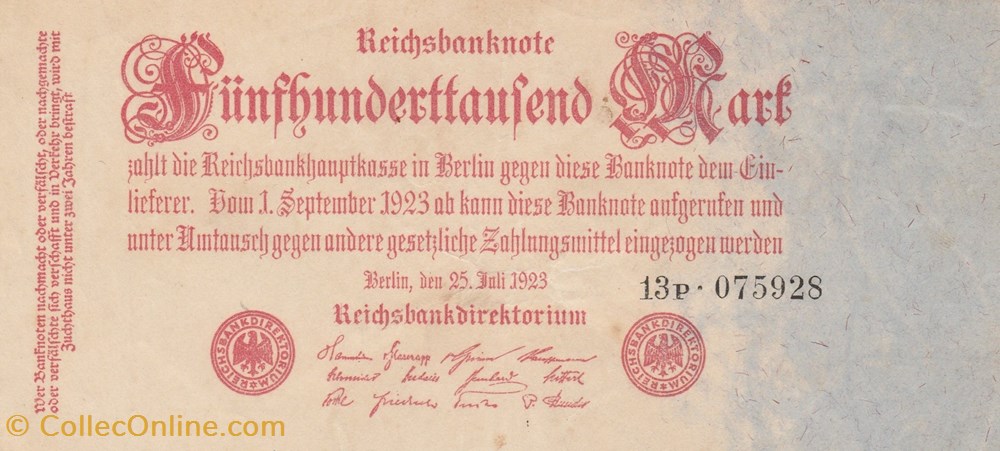 Reichsbanknote
Fünfhunderttausend Mark
zahlt die Reichsbankhauptkasse in Berlin gegen diese Banknote dem Ein-
lieferer. Vom 1. September 1923 ab kann diese Banknote aufgerufen und
unter Umtausch gegen andere gesetzliche Zahlungsmittel eingezogen werden
Berlin, den 25. Juli 1923
13P·075928
Reichsbankdirektorium
REICHSBANKDIREKTORIUM
REICHSBANKDIREKTORIUM
Wer Banknoten nachmacht oder verfälscht, oder nachgemachte
oder verfälschte sich verschafft und in Verkehr bringt, wird mit
Zuchthaus nicht unter zwei Jahren bestraft
© CollecOnline.com